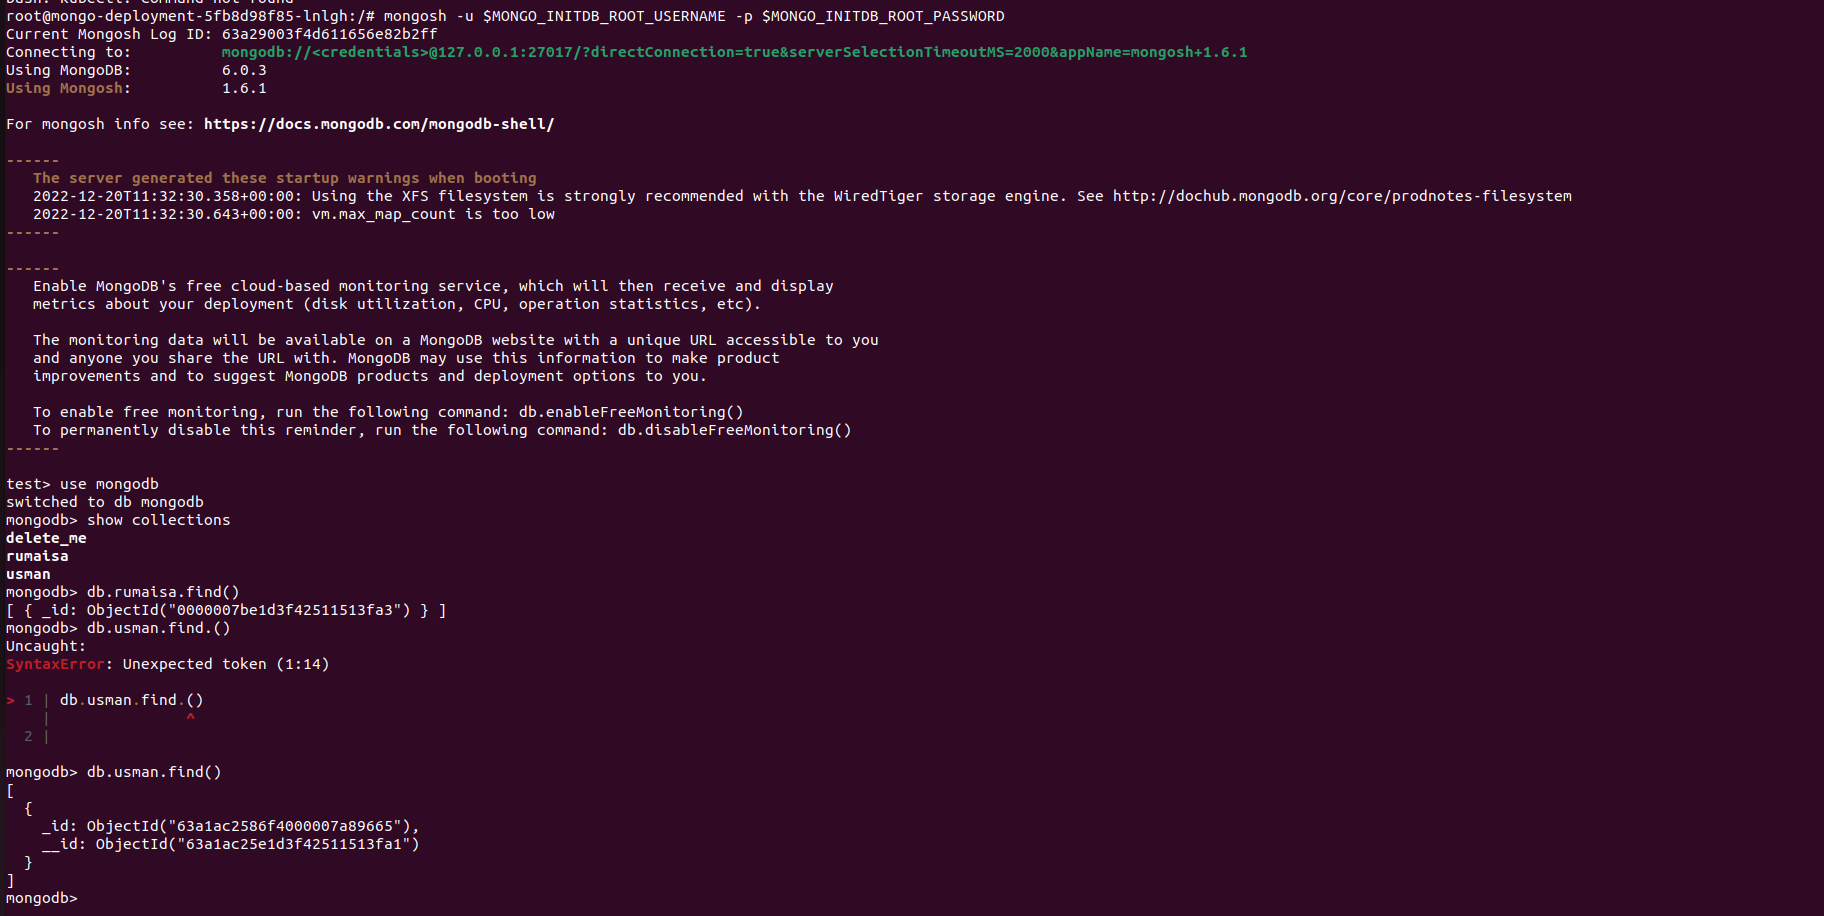 root@mongo-deployment-5fb8d98f85-lnlgh:/# mongosh -u $MONGO_INITDB_ROOT_USERNAME -p $MONGO_INITDB_ROOT_PASSWORD
Current Mongosh Log ID: 63a29003f4d611656e82b2ff
Connecting to:          mongodb://<credentials>@127.0.0.1:27017/?directConnection=true&serverSelectionTimeoutMS=2000&appName=mongosh+1.6.1
Using MongoDB:          6.0.3
Using Mongosh:          1.6.1
For mongosh info see: https://docs.mongodb.com/mongodb-shell/
------
The server generated these startup warnings when booting
2022-12-20T11:32:30.358+00:00: Using the XFS filesystem is strongly recommended with the WiredTiger storage engine. See http://dochub.mongodb.org/core/prodnotes-filesystem
2022-12-20T11:32:30.643+00:00: vm.max_map_count is too low
------
------
Enable MongoDB's free cloud-based monitoring service, which will then receive and display
metrics about your deployment (disk utilization, CPU, operation statistics, etc).
The monitoring data will be available on a MongoDB website with a unique URL accessible to you
and anyone you share the URL with. MongoDB may use this information to make product
improvements and to suggest MongoDB products and deployment options to you.
To enable free monitoring, run the following command: db.enableFreeMonitoring()
To permanently disable this reminder, run the following command: db.disableFreeMonitoring()
------
test> use mongodb
switched to db mongodb
mongodb> show collections
delete_me
rumaisa
usman
mongodb> db.rumaisa.find()
[ { _id: ObjectId("0000007be1d3f42511513fa3") } ]
mongodb> db.usman.find.()
Uncaught:
SyntaxError: Unexpected token (1:14)
> 1 | db.usman.find.()
    |               ^
  2 |
mongodb> db.usman.find()
[
  {
    _id: ObjectId("63a1ac2586f4000007a89665"),
    __id: ObjectId("63a1ac25e1d3f42511513fa1")
  }
]
mongodb>